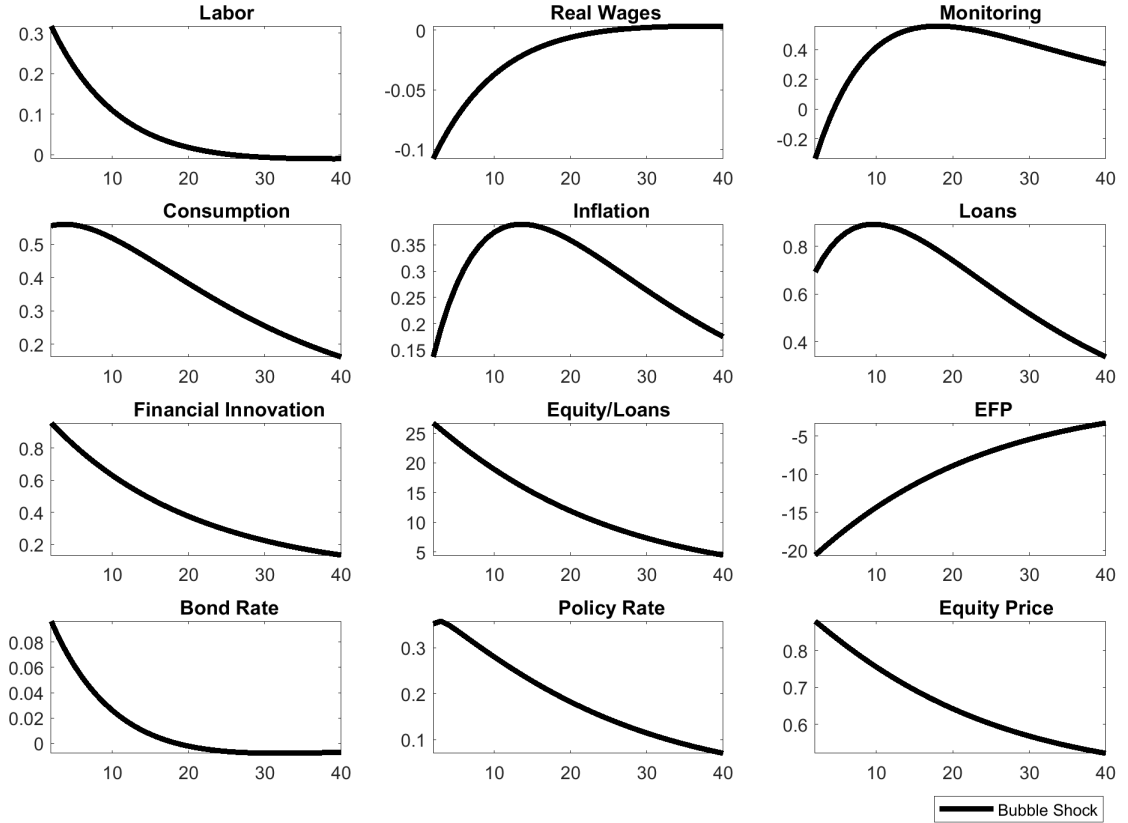 Labor
Real Wages
Monitoring
0.3
0.2
0.1
0
10 20 30 40
0
-0.05
-0.1
10 20 30 40
0.4
0.2
0
-0.2
10 20 30 40
Consumption
Inflation
Loans
0.5
0.4
0.3
0.2
10 20 30 40
0.35
0.3
0.25
0.2
0.15
10 20 30 40
0.8
0.6
0.4
10 20 30 40
Financial Innovation
Equity/Loans
EFP
0.8
0.6
0.4
0.2
10 20 30 40
25
20
15
10
5
10 20 30 40
-5
-10
-15
-20
10 20 30 40
Bond Rate
Policy Rate
Equity Price
0.08
0.06
0.04
0.02
0
10 20 30 40
0.3
0.2
0.1
10 20 30 40
0.8
0.7
0.6
10 20 30 40
Bubble Shock